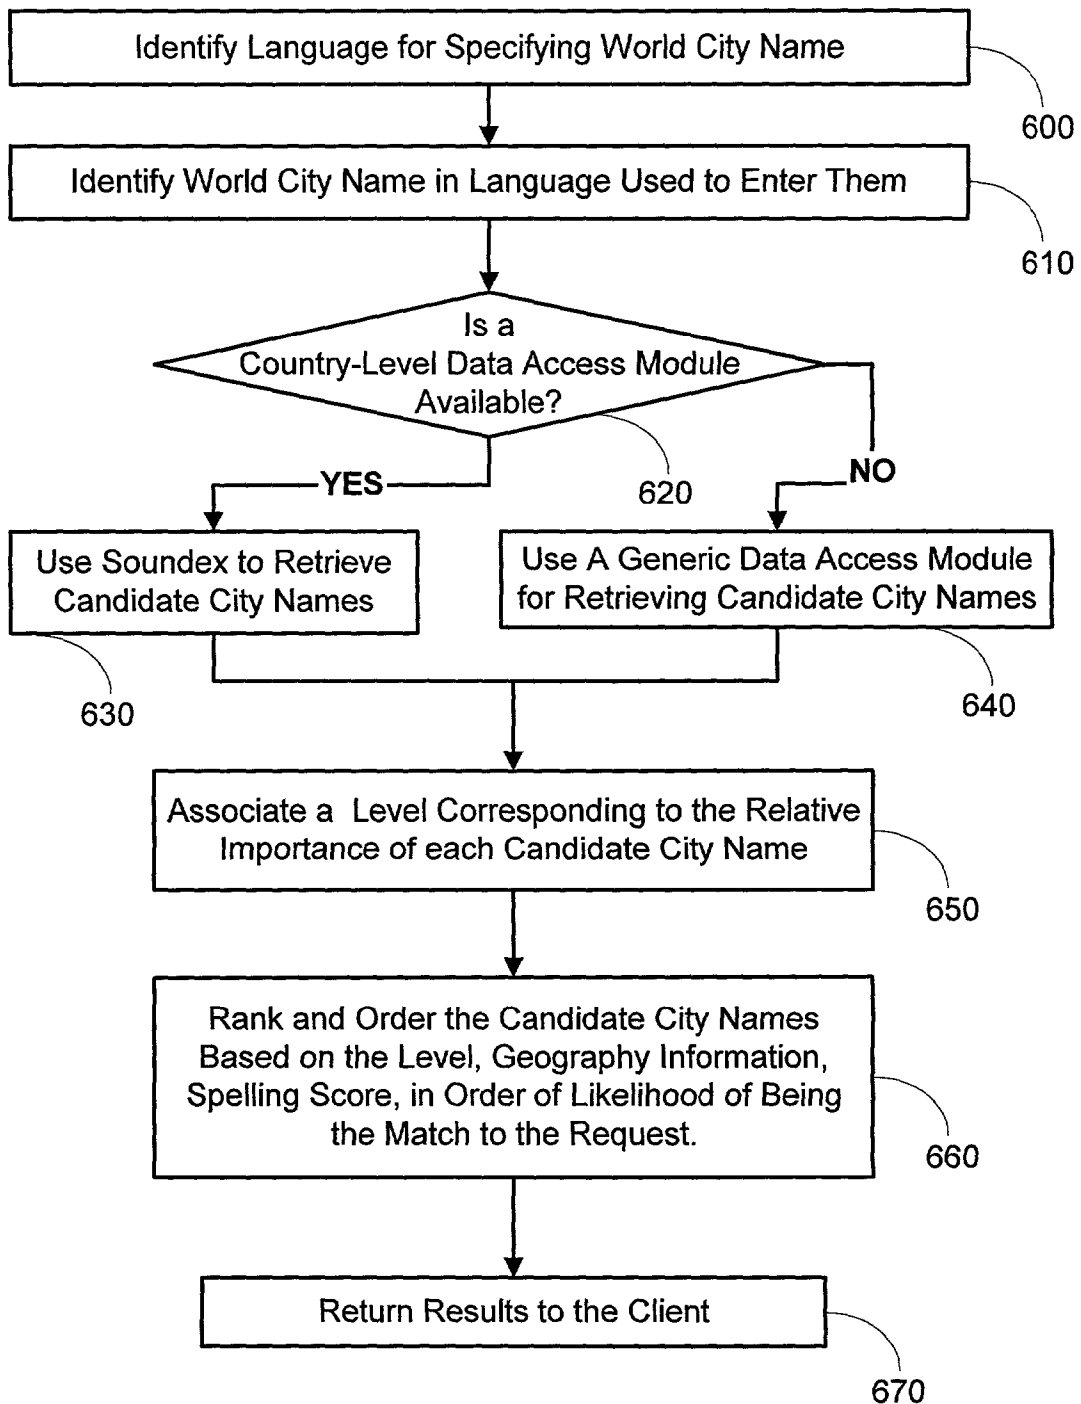 Identify Language for Specifying World City Name
600
Identify World City Name in Language Used to Enter Them
610
Is a
Country-Level Data Access Module
Available?
620
YES
NO
Use Soundex to Retrieve
Candidate City Names
630
Use A Generic Data Access Module
for Retrieving Candidate City Names
640
Associate a Level Corresponding to the Relative
Importance of each Candidate City Name
650
Rank and Order the Candidate City Names
Based on the Level, Geography Information,
Spelling Score, in Order of Likelihood of Being
the Match to the Request.
660
Return Results to the Client
670